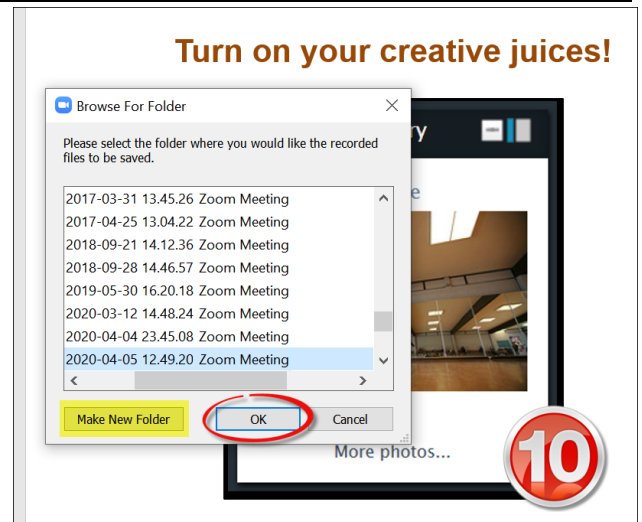 Turn on your creative juices!
Browse For Folder
ry
Please select the folder where you would like the recorded
files to be saved.
e
2017-03-31 13.45.26 Zoom Meeting
2017-04-25 13.04.22 Zoom Meeting
2018-09-21 14.12.36 Zoom Meeting
2018-09-28 14.46.57 Zoom Meeting
2019-05-30 16.20.18 Zoom Meeting
2020-03-12 14.48.24 Zoom Meeting
2020-04-04 23.45.08 Zoom Meeting
2020-04-05 12.49.20 Zoom Meeting
Make New Folder OK Cancel
More photos...
10